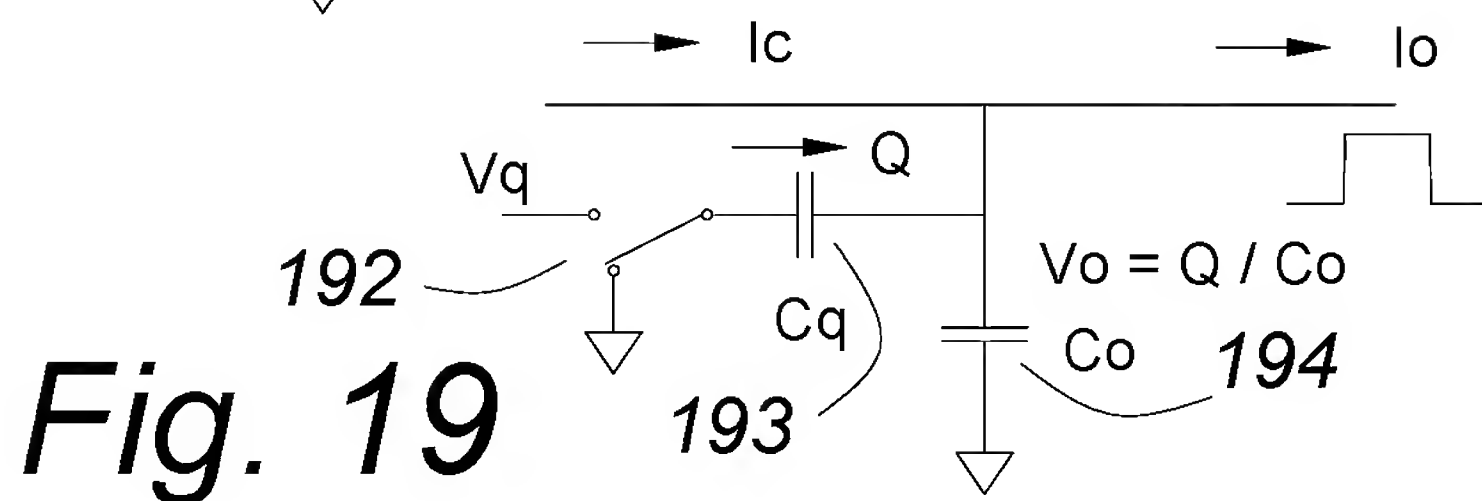 Ic
Io
Q
Vq
192
Vo = Q / Co
Cq
Co
194
193
Fig. 19